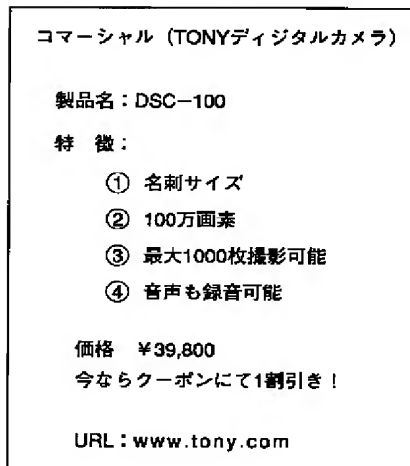 コマーシャル（TONYディジタルカメラ）
製品名：DSC−100
特　徴：
① 名刺サイズ
② 100万画素
③ 最大1000枚撮影可能
④ 音声も録音可能
価格　￥39,800
今ならクーポンにて1割引き！
URL：www.tony.com